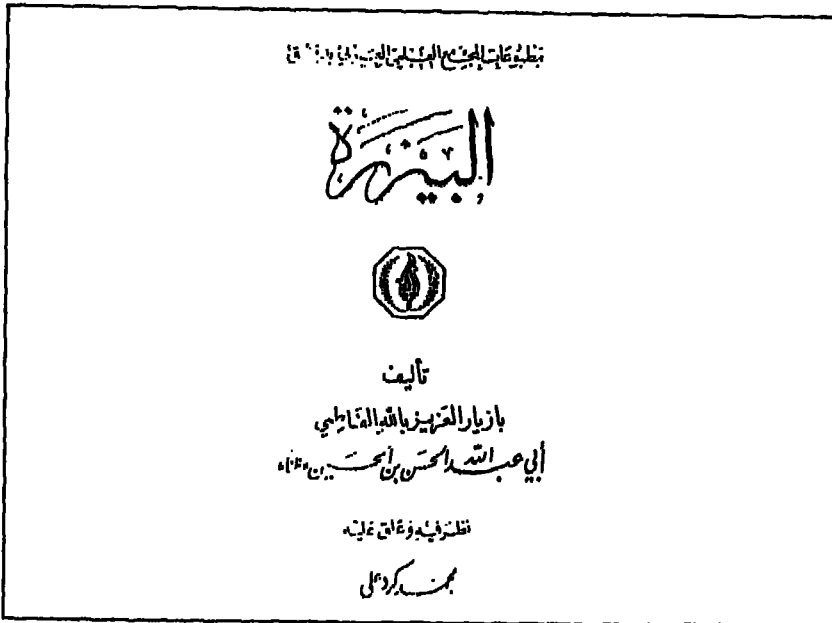 مطبوعات المجمع العلمي العربي
البيزرة
تأليف
بازيار العزيز بالله الفاطمي
أبي عبد الله الحسن بن الحسين
نظر فيه وعلق عليه
محمد كرد علي